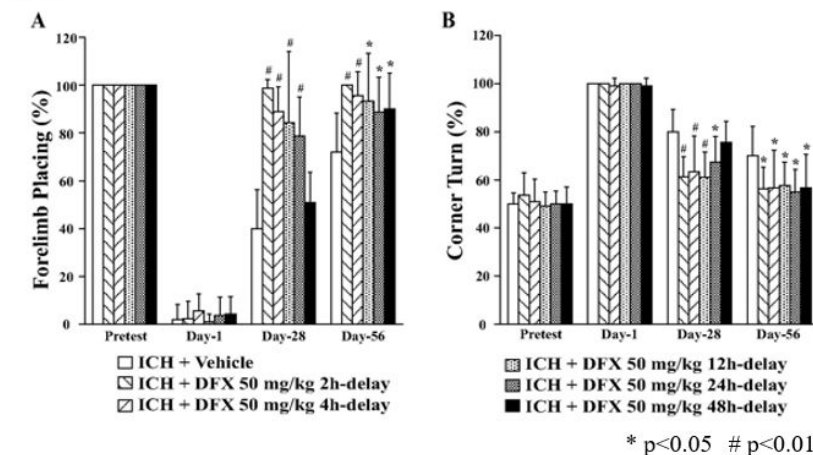 A
Forelimb Placing (%)
120
100
80
60
40
20
0
# # # # # # * * *
Pretest Day-1 Day-28 Day-56
ICH + Vehicle
ICH + DFX 50 mg/kg 2h-delay
ICH + DFX 50 mg/kg 4h-delay
B
Corner Turn (%)
120
100
80
60
40
20
0
# # # * * * * * *
Pretest Day-1 Day-28 Day-56
ICH + DFX 50 mg/kg 12h-delay
ICH + DFX 50 mg/kg 24h-delay
ICH + DFX 50 mg/kg 48h-delay
* p<0.05 # p<0.01